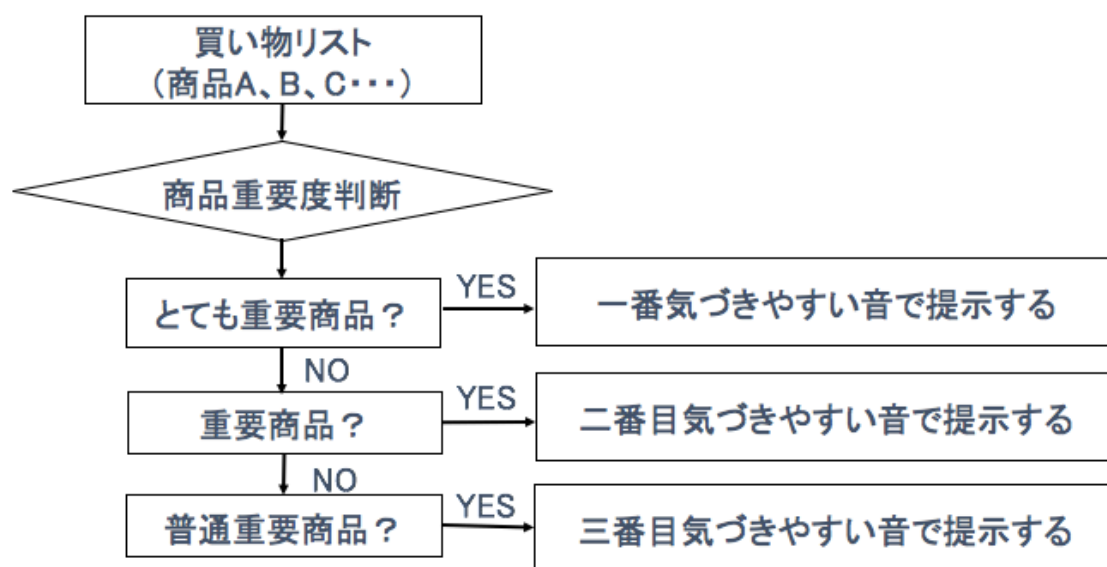 買い物リスト
(商品A、B、C・・・)
商品重要度判断
とても重要商品？
YES
一番気づきやすい音で提示する
NO
重要商品？
YES
二番目気づきやすい音で提示する
NO
普通重要商品？
YES
三番目気づきやすい音で提示する